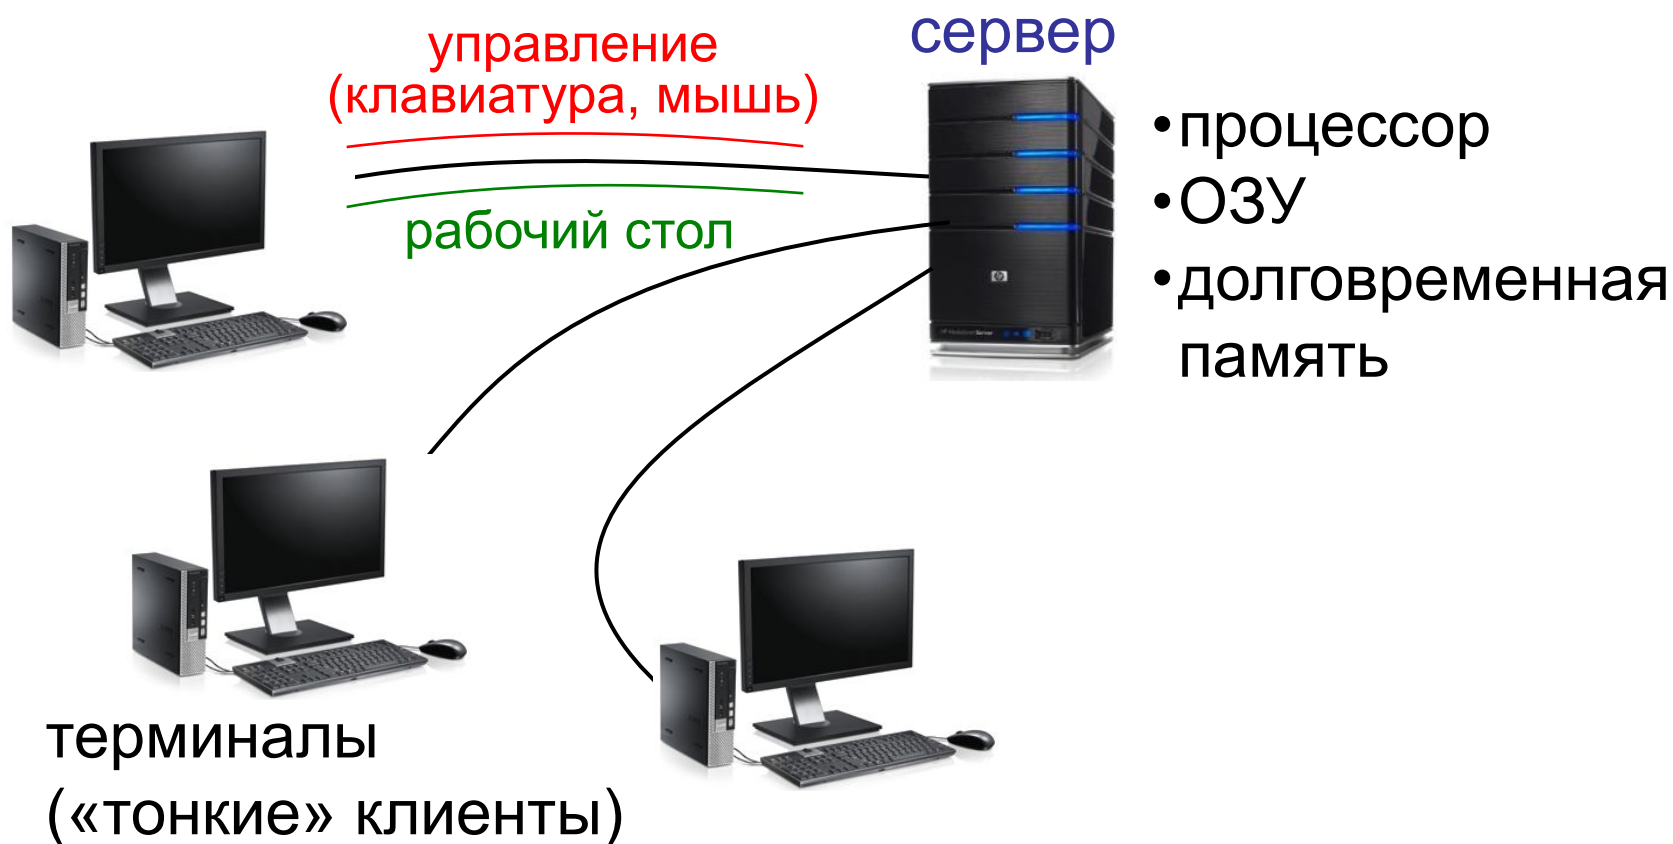 управление
(клавиатура, мышь)
рабочий стол
сервер
•процессор
•ОЗУ
•долговременная
память
терминалы
(«тонкие» клиенты)